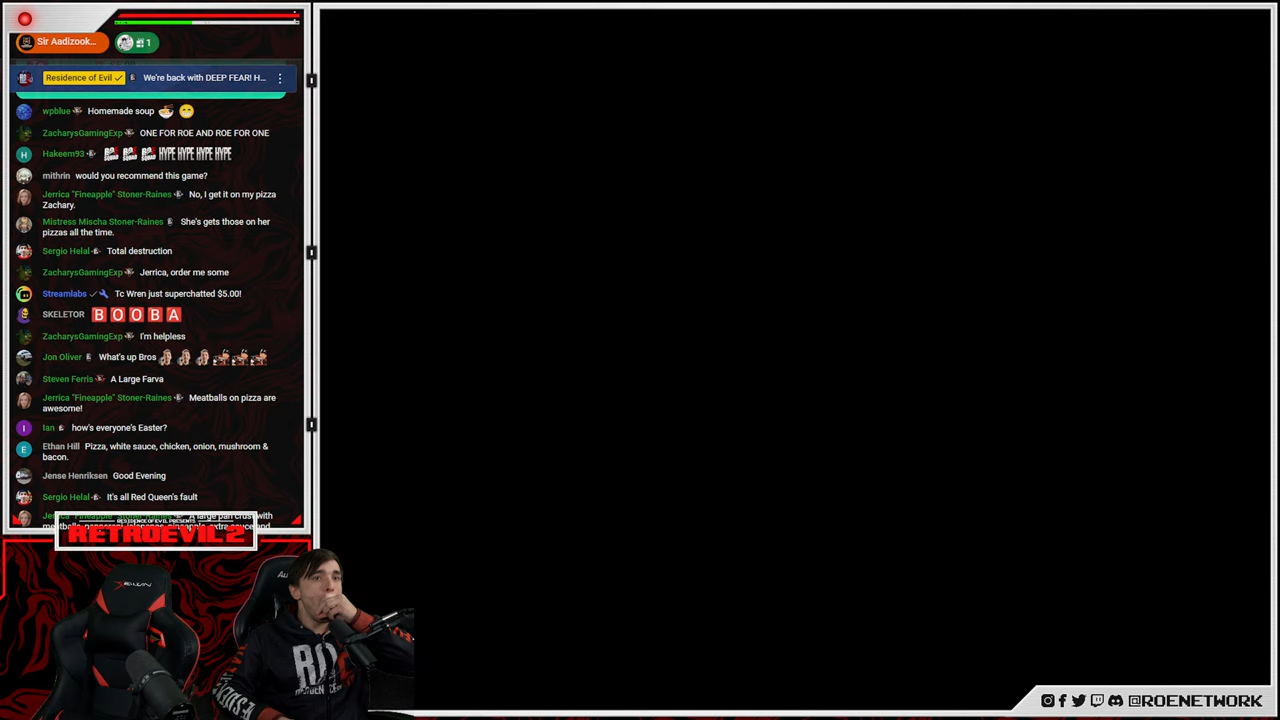 Sir Aadizook...
1
Residence of Evil We're back with DEEP FEAR! H...
wpblue Homemade soup
ZacharysGamingExp ONE FOR ROE AND ROE FOR ONE
Hakeem93 HYPE HYPE HYPE HYPE
mithrin would you recommend this game?
Jerrica "Fineapple" Stoner-Raines No, I get it on my pizza
Zachary.
Mistress Mischa Stoner-Raines She's gets those on her
pizzas all the time.
Sergio Helal Total destruction
ZacharysGamingExp Jerrica, order me some
Streamlabs Tc Wren just superchatted $5.00!
SKELETOR B O O B A
ZacharysGamingExp I'm helpless
Jon Oliver What's up Bros
Steven Ferris A Large Farva
Jerrica "Fineapple" Stoner-Raines Meatballs on pizza are
awesome!
Ian how's everyone's Easter?
Ethan Hill Pizza, white sauce, chicken, onion, mushroom &
bacon.
Jense Henriksen Good Evening
Sergio Helal It's all Red Queen's fault
RESIDENCE OF EVIL PRESENTS
RETROEVIL 2
@ROENETWORK